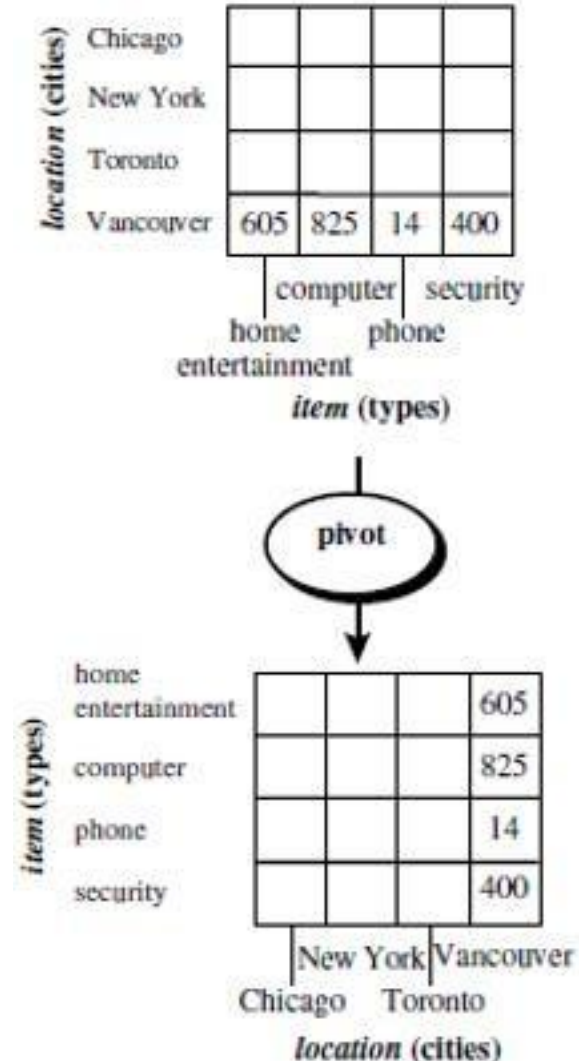 location (cities)
Chicago
New York
Toronto
Vancouver 605 825 14 400
computer security
home phone
entertainment
item (types)
pivot
item (types)
home
entertainment 605
computer 825
phone 14
security 400
New York Vancouver
Chicago Toronto
location (cities)